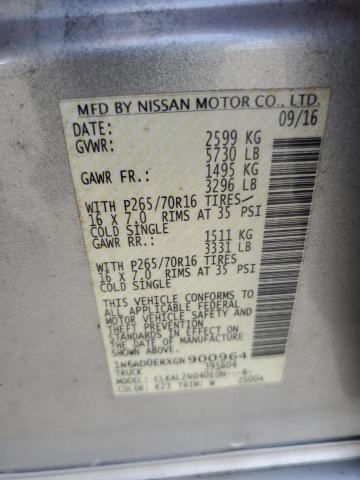 MFD BY NISSAN MOTOR CO., LTD.
DATE: 09/16
GVWR: 2599 KG
5730 LB
GAWR FR.: 1495 KG
3296 LB
WITH P265/70R16 TIRES
16 X 7.0 RIMS AT 35 PSI
COLD SINGLE
GAWR RR.: 1511 KG
3331 LB
WITH P265/70R16 TIRES
16 X 7.0 RIMS AT 35 PSI
COLD SINGLE
THIS VEHICLE CONFORMS TO
ALL APPLICABLE FEDERAL
MOTOR VEHICLE SAFETY AND
THEFT PREVENTION
STANDARDS IN EFFECT ON
THE DATE OF MANUFACTURE
SHOWN ABOVE.
1N6AD0ERXGN900964
TRUCK
MODEL:
COLOR: K23 TRIM: W 2500A